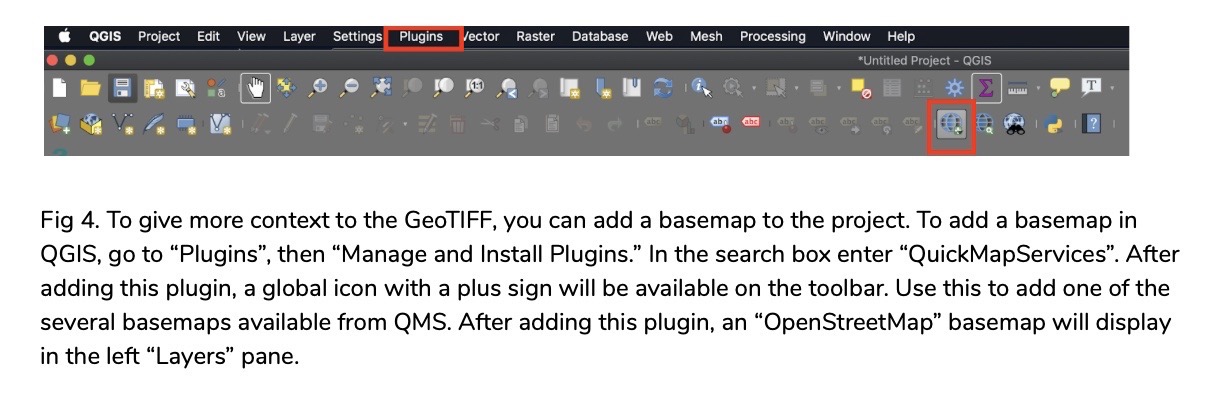 QGIS Project Edit View Layer Settings Plugins Vector Raster Database Web Mesh Processing Window Help
*Untitled Project - QGIS
1:1
T
abc abc
?
Fig 4. To give more context to the GeoTIFF, you can add a basemap to the project. To add a basemap in
QGIS, go to “Plugins”, then “Manage and Install Plugins.” In the search box enter “QuickMapServices”. After
adding this plugin, a global icon with a plus sign will be available on the toolbar. Use this to add one of the
several basemaps available from QMS. After adding this plugin, an “OpenStreetMap” basemap will display
in the left “Layers” pane.